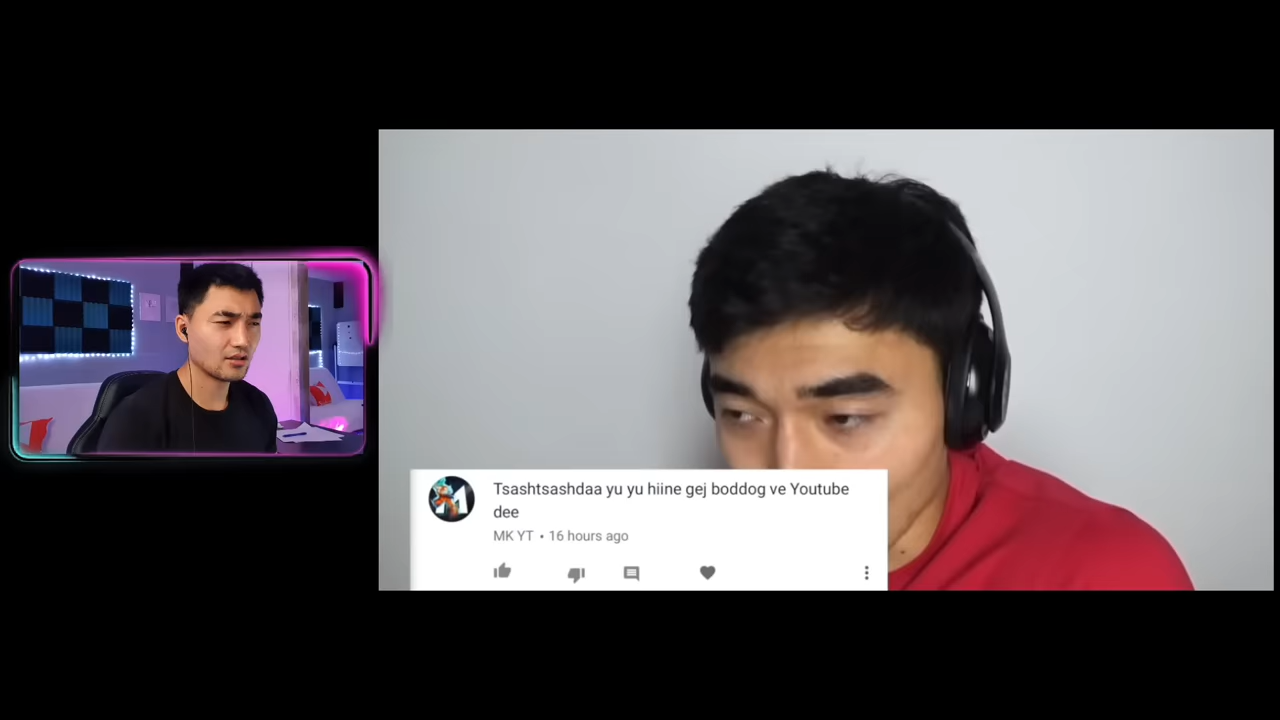 Tsashtsashdaa yu yu hiine gej boddog ve Youtube
dee
MK YT • 16 hours ago